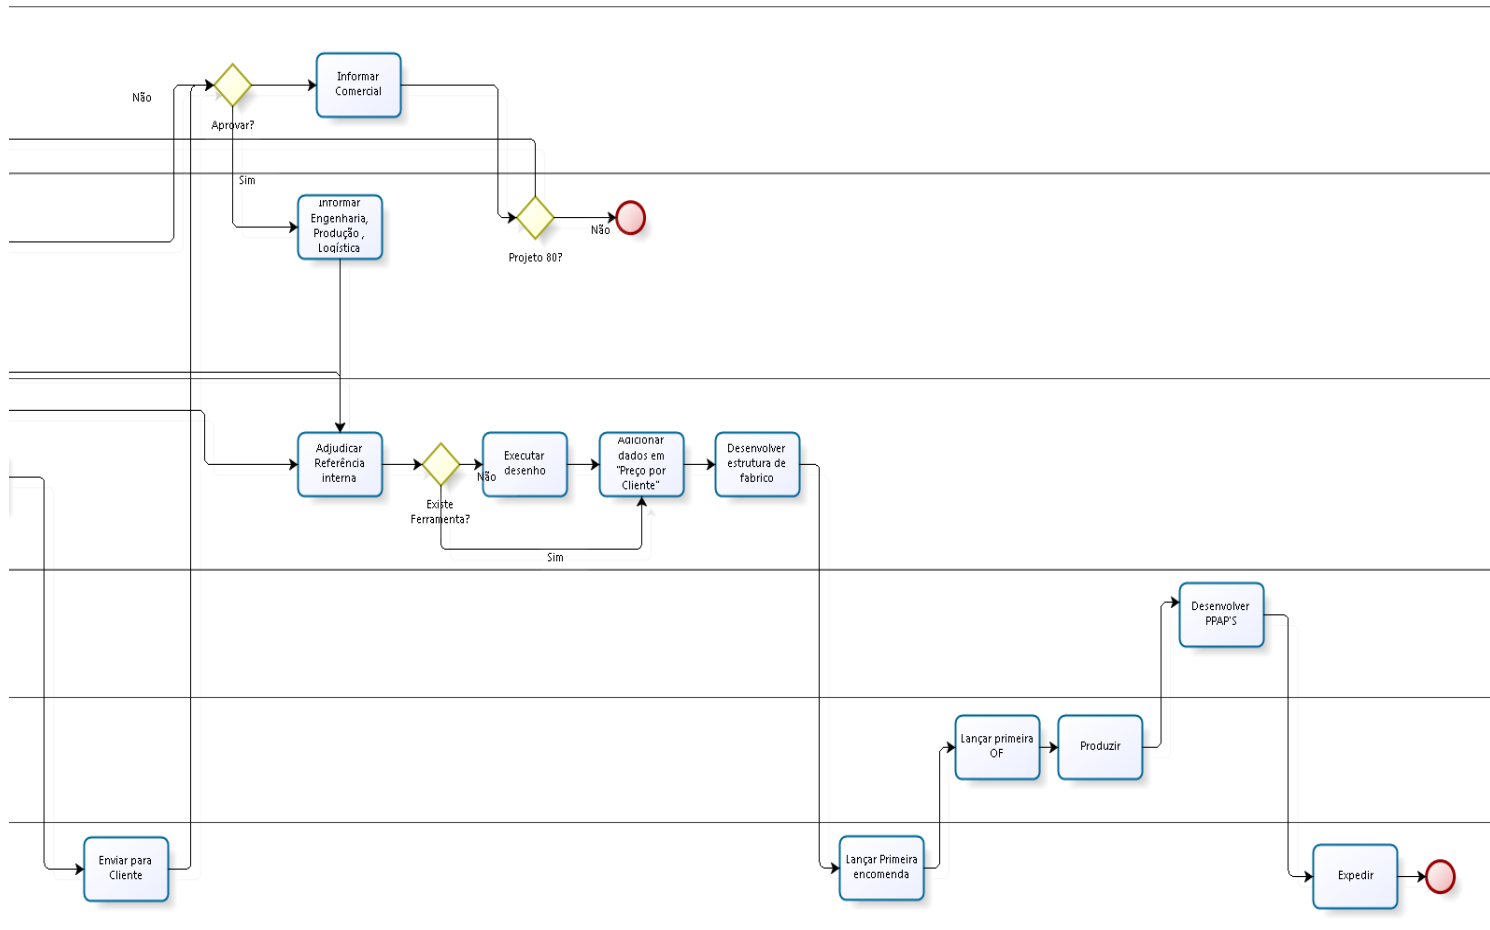 Informar
Comercial
Não
Aprovar?
Sim
Informar
Engenharia,
Produção ,
Logística
Não
Projeto 80?
Adjudicar
Referência
interna
Existe
Ferramenta?
Não
Executar
desenho
Sim
Adicionar
dados em
"Preço por
Cliente"
Desenvolver
estrutura de
fabrico
Desenvolver
PPAP'S
Lançar primeira
OF
Produzir
Enviar para
Cliente
Lançar Primeira
encomenda
Expedir